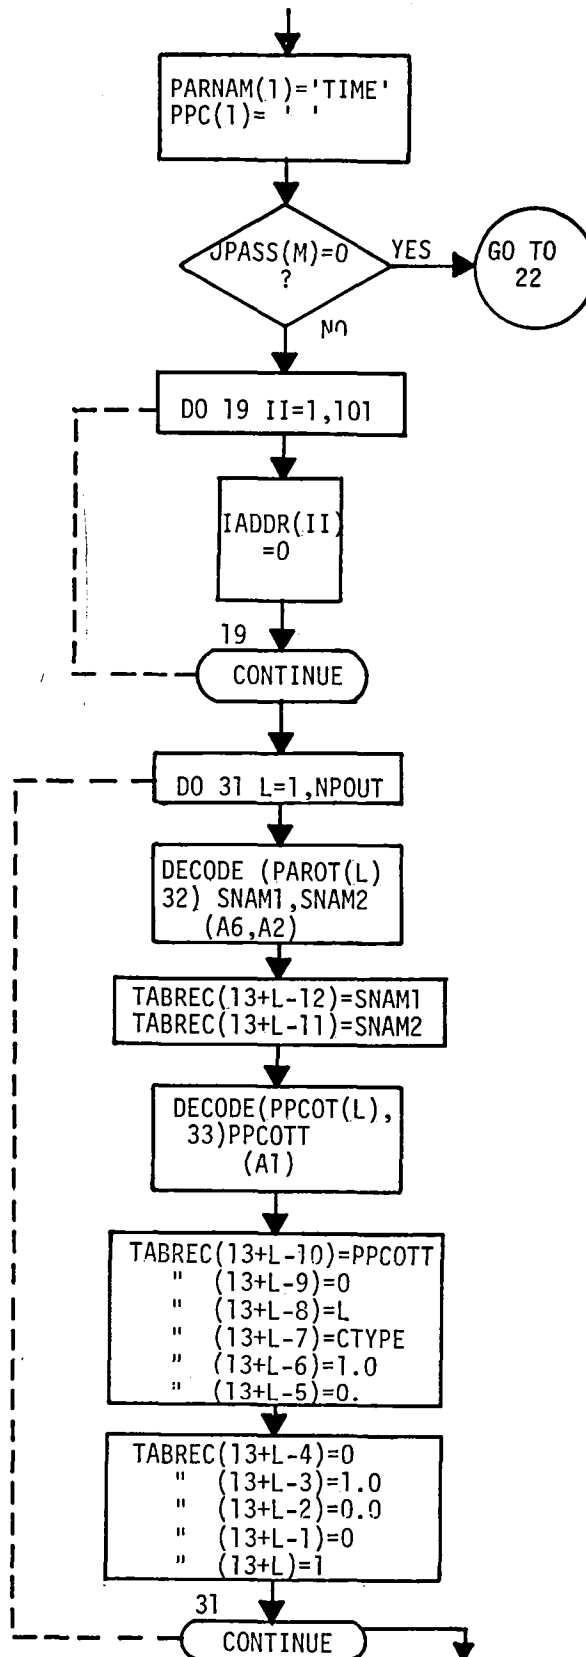 PARNAM(1)='TIME'
PPC(1)= ' '
JPASS(M)=0
?
YES
GO TO
22
NO
DO 19 II=1,101
IADDR(II)
=0
19
CONTINUE
DO 31 L=1,NPOUT
DECODE (PAROT(L)
32) SNAM1,SNAM2
(A6,A2)
TABREC(13+L-12)=SNAM1
TABREC(13+L-11)=SNAM2
DECODE(PPCOT(L),
33)PPCOTT
(A1)
TABREC(13+L-10)=PPCOTT
" (13+L-9)=0
" (13+L-8)=L
" (13+L-7)=CTYPE
" (13+L-6)=1.0
" (13+L-5)=0.
TABREC(13+L-4)=0
" (13+L-3)=1.0
" (13+L-2)=0.0
" (13+L-1)=0
" (13+L)=1
31
CONTINUE